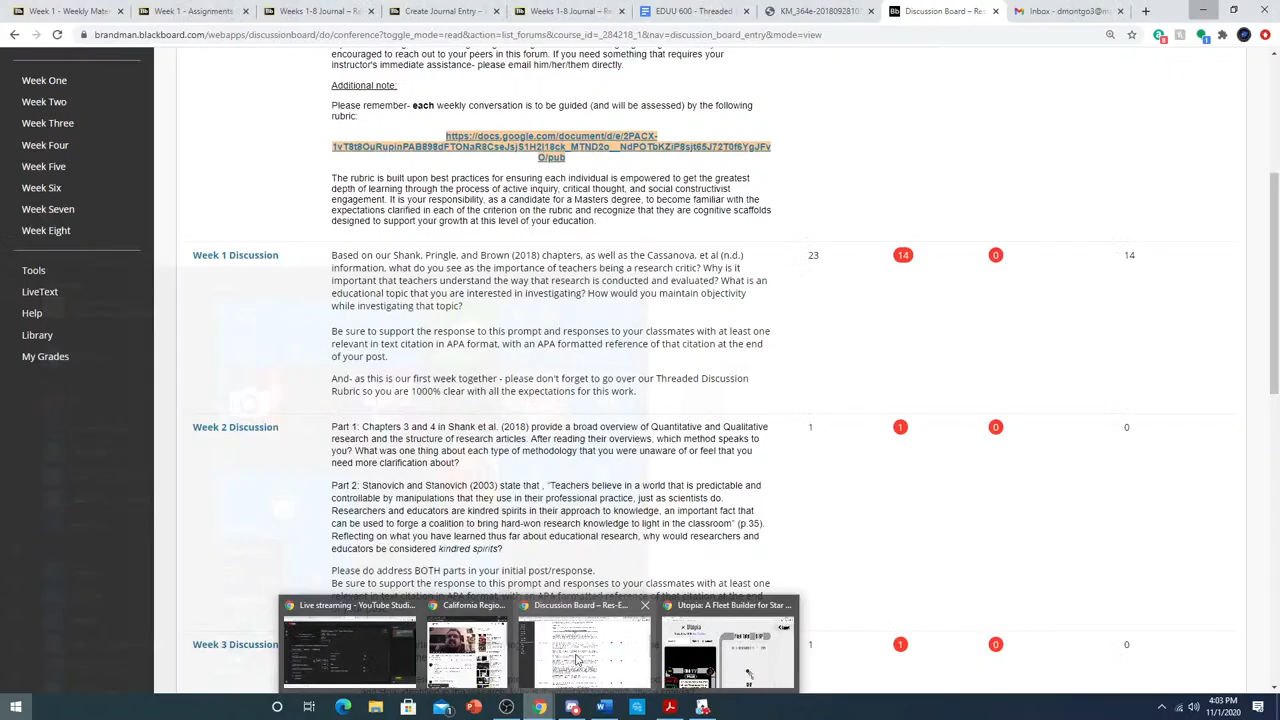 Week 1 - Weekly Mate
Week 1 - Assignments
Weeks 1-8 Journal – Re
Create Journal Entry –
Weeks 1-8 Journal – Re
EDUU 600 - Threaded
KM_364e-2018092810
Discussion Board – Res
Gmail - dmontgo3@m
brandman.blackboard.com/webapps/discussionboard/do/conference?toggle_mode=read&action=list_forums&course_id=_284218_1&nav=discussion_board_entry&mode=view
encouraged to reach out to your peers in this forum. If you need something that requires your
instructor's immediate assistance- please email him/her/them directly.
Additional note:
Please remember- each weekly conversation is to be guided (and will be assessed) by the following
rubric:
https://docs.google.com/document/d/e/2PACX-
1vT8t8OuRupinPAB898dFTONaR8CseJsjS1H2I18ck_MTND2o__NdPOTbKZiP8sjt65J72T0f6YgJFv
O/pub
The rubric is built upon best practices for ensuring each individual is empowered to get the greatest
depth of learning through the process of active inquiry, critical thought, and social constructivist
engagement. It is your responsibility, as a candidate for a Masters degree, to become familiar with the
expectations clarified in each of the criterion on the rubric and recognize that they are cognitive scaffolds
designed to support your growth at this level of your education.
Week One
Week Two
Week Three
Week Four
Week Five
Week Six
Week Seven
Week Eight
Tools
LiveText
Help
Library
My Grades
Week 1 Discussion
Based on our Shank, Pringle, and Brown (2018) chapters, as well as the Cassanova, et al (n.d.)
information, what do you see as the importance of teachers being a research critic? Why is it
important that teachers understand the way that research is conducted and evaluated? What is an
educational topic that you are interested in investigating? How would you maintain objectivity
while investigating that topic?
Be sure to support the response to this prompt and responses to your classmates with at least one
relevant in text citation in APA format, with an APA formatted reference of that citation at the end
of your post.
And- as this is our first week together - please don't forget to go over our Threaded Discussion
Rubric so you are 1000% clear with all the expectations for this work.
23 14 0 14
Week 2 Discussion
Part 1: Chapters 3 and 4 in Shank et al. (2018) provide a broad overview of Quantitative and Qualitative
research and the structure of research articles. After reading their overviews, which method speaks to
you? What was one thing about each type of methodology that you were unaware of or feel that you
need more clarification about?
Part 2: Stanovich and Stanovich (2003) state that , “Teachers believe in a world that is predictable and
controllable by manipulations that they use in their professional practice, just as scientists do.
Researchers and educators are kindred spirits in their approach to knowledge, an important fact that
can be used to forge a coalition to bring hard-won research knowledge to light in the classroom” (p.35).
Reflecting on what you have learned thus far about educational research, why would researchers and
educators be considered kindred spirits?
Please do address BOTH parts in your initial post/response.
Be sure to support the response to this prompt and responses to your classmates with at least one
1 1 0 0
Week 3 Discussion
1 1 0 0
Live streaming - YouTube Studi...
California Regio...
Discussion Board – Res-E...
Utopia: A Fleet Builder for Star ...
4:03 PM
11/1/2020